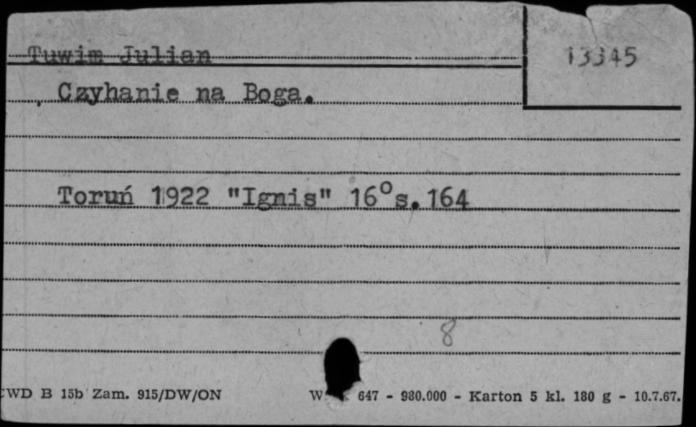 Tuwim Julian
13345
Czyhanie na Boga.
Toruń 1922 "Ignis" 16° s. 164
8
CWD B 15b Zam. 915/DW/ON
647 - 980.000 - Karton 5 kl. 180 g - 10.7.67.